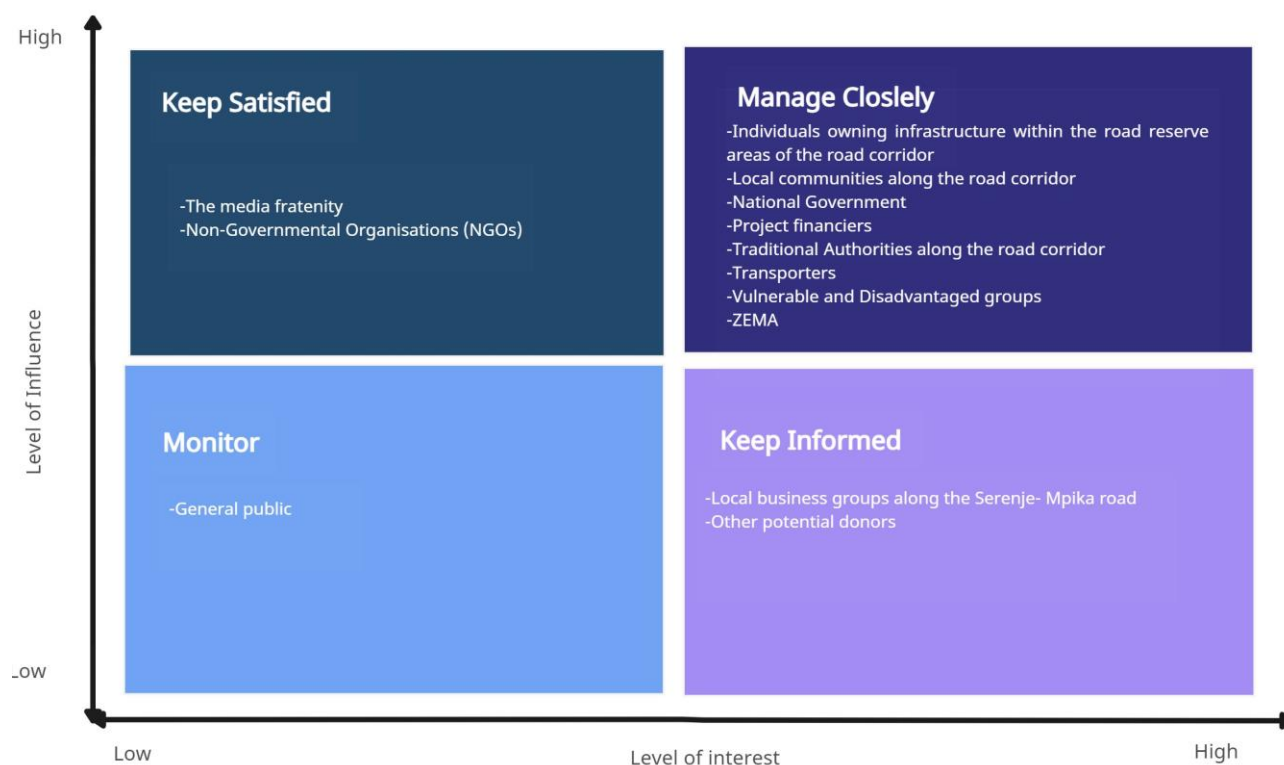 High
Keep Satisfied
-The media fratenity
-Non-Governmental Organisations (NGOs)
Manage Closlely
-Individuals owning infrastructure within the road reserve
areas of the road corridor
-Local communities along the road corridor
-National Government
-Project financiers
-Traditional Authorities along the road corridor
-Transporters
-Vulnerable and Disadvantaged groups
-ZEMA
Level of Influence
Monitor
-General public
Keep Informed
-Local business groups along the Serenje- Mpika road
-Other potential donors
Low
Low
Level of interest
High